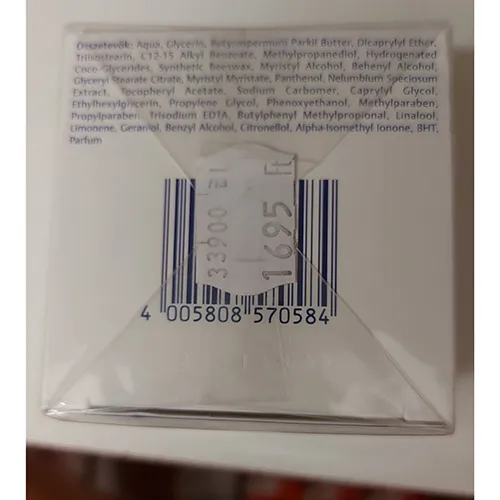 Összetevők: Aqua, Glycerin, Butyrospermum Parkii Butter, Dicaprylyl Ether,
Triisostearin, C12-15 Alkyl Benzoate, Methylpropanediol, Hydrogenated
Coco-Glycerides, Synthetic Beeswax, Myristyl Alcohol, Behenyl Alcohol,
Glyceryl Stearate Citrate, Myristyl Myristate, Panthenol, Nelumbium Speciosum
Extract, Tocopheryl Acetate, Sodium Carbomer, Caprylyl Glycol,
Ethylhexylglycerin, Propylene Glycol, Phenoxyethanol, Methylparaben,
Propylparaben, Trisodium EDTA, Butylphenyl Methylpropional, Linalool,
Limonene, Geraniol, Benzyl Alcohol, Citronellol, Alpha-Isomethyl Ionone, BHT,
Parfum
1695 Ft
4 005808 570584